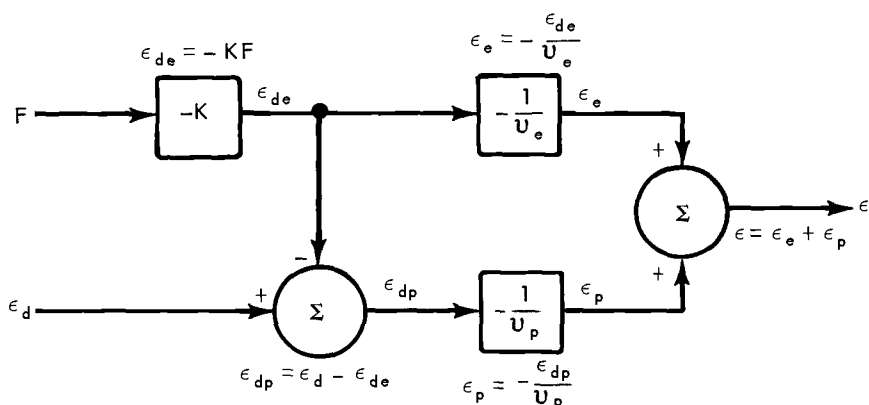 ϵ_de = − KF
ϵ_e = − ϵ_de / υ_e
F
−K
ϵ_de
− 1 / υ_e
ϵ_e
+
Σ
ϵ
ϵ = ϵ_e + ϵ_p
+
−
ϵ_d
+
Σ
ϵ_dp
− 1 / υ_p
ϵ_p
ϵ_dp = ϵ_d − ϵ_de
ϵ_p = − ϵ_dp / υ_p